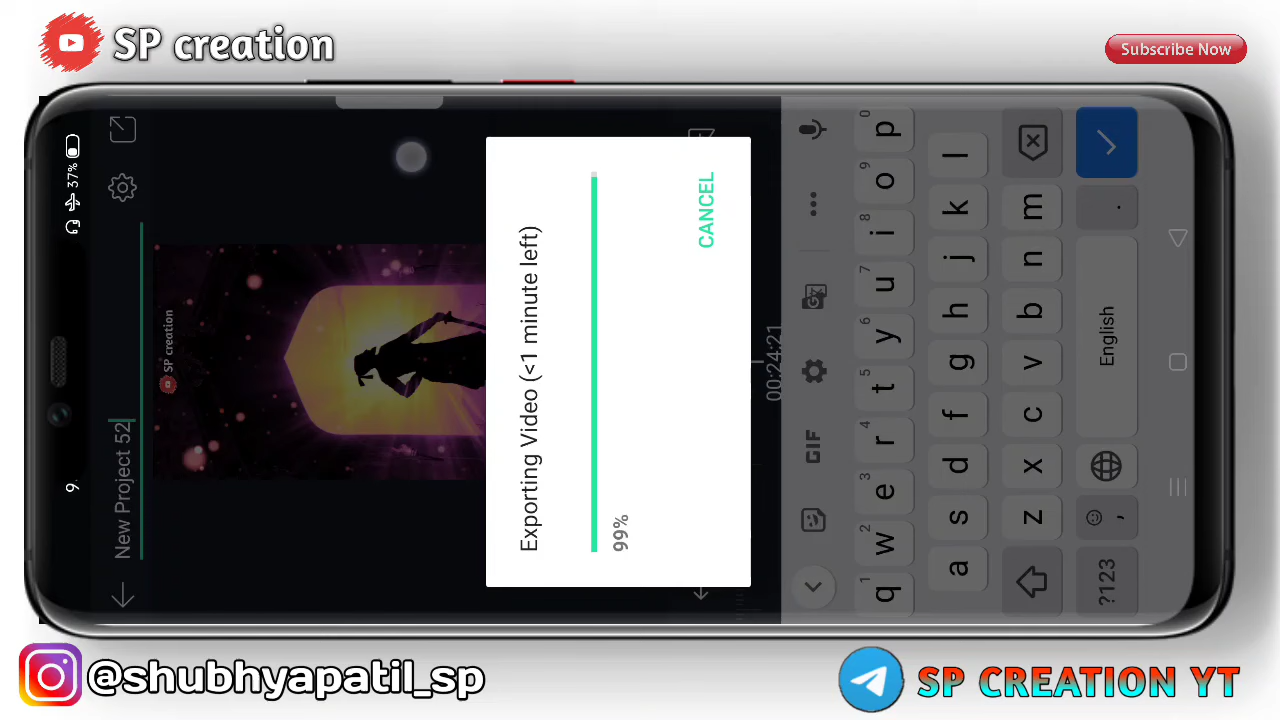 SP creation
Subscribe Now
37%
9
New Project 52
SP creation
Exporting Video (<1 minute left)
99%
CANCEL
00:24:21
GIF
1 2 3 4 5 6 7 8 9 0
q w e r t y u i o p
a s d f g h j k l
z x c v b n m
?123 , English .
@shubhyapatil_sp
SP CREATION YT